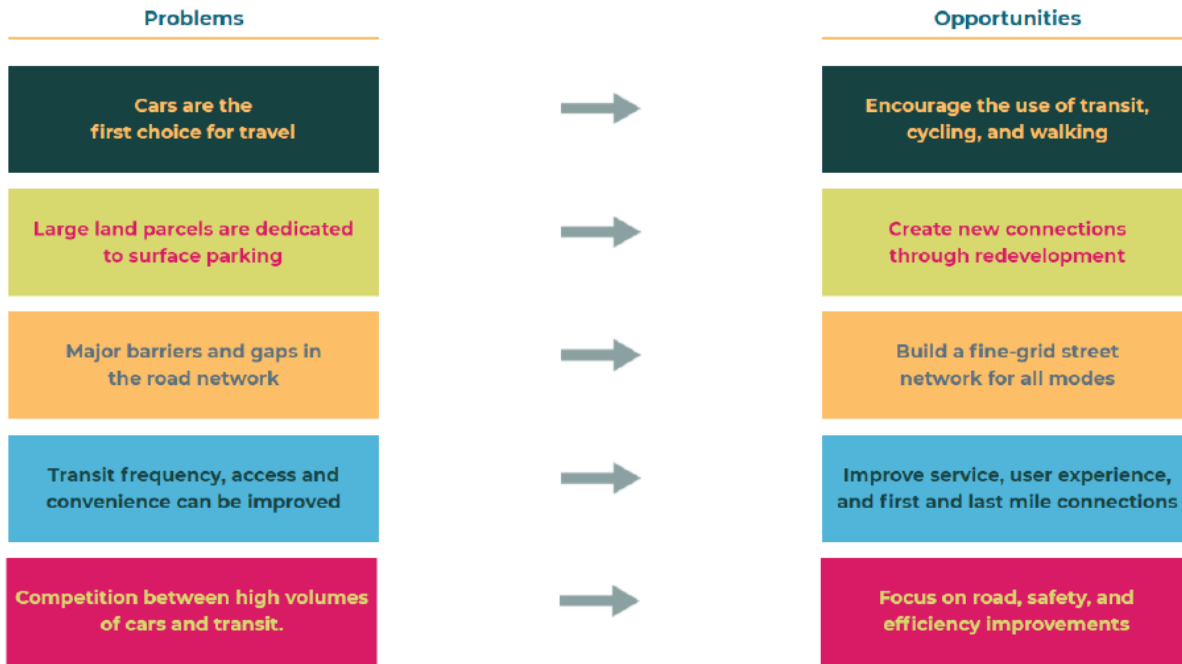 Problems
Opportunities
Cars are the
first choice for travel
Encourage the use of transit,
cycling, and walking
Large land parcels are dedicated
to surface parking
Create new connections
through redevelopment
Major barriers and gaps in
the road network
Build a fine-grid street
network for all modes
Transit frequency, access and
convenience can be improved
Improve service, user experience,
and first and last mile connections
Competition between high volumes
of cars and transit.
Focus on road, safety, and
efficiency improvements